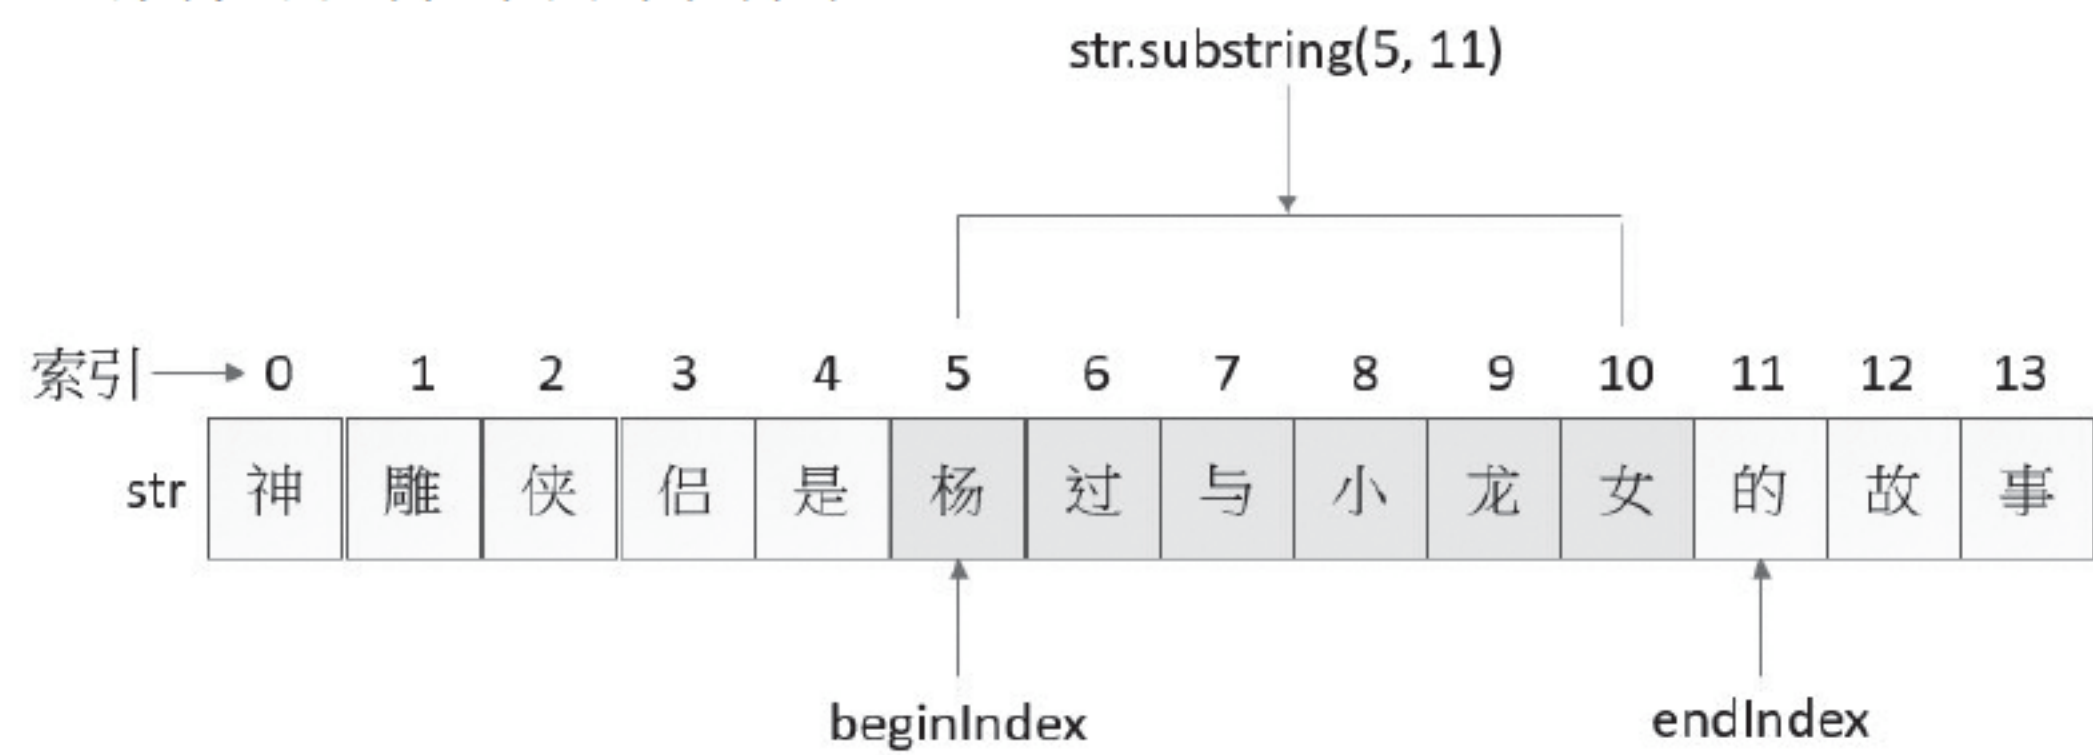 str.substring(5, 11)
索引 0 1 2 3 4 5 6 7 8 9 10 11 12 13
str 神 雕 侠 侣 是 杨 过 与 小 龙 女 的 故 事
beginIndex endIndex